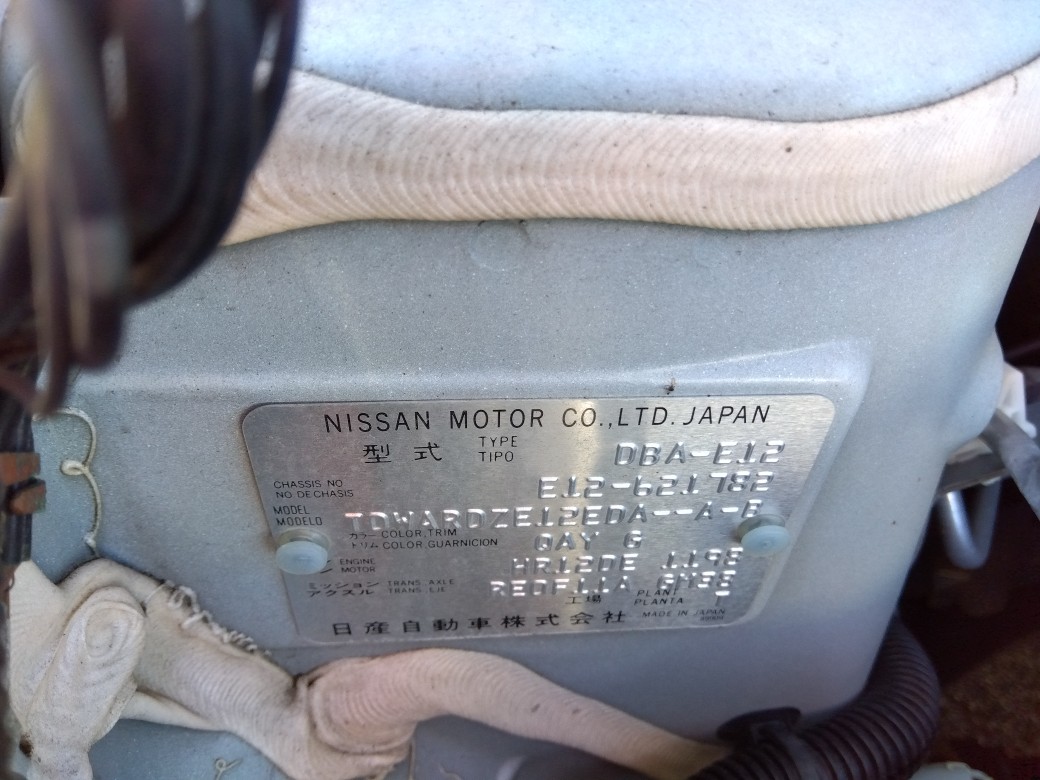 NISSAN MOTOR CO.,LTD. JAPAN
型式 TYPE TIPO DBA-E12
CHASSIS NO NO DE CHASIS E12-621782
MODEL MODELO TDWARDZE12EDA--A-B
カラー COLOR,TRIM トリム COLOR,GUARNICION QAY G
ENGINE MOTOR HR12DE 1198
ミッション TRANS. アクスル TRANS. AXLE EJE REOF11A GM38
工場 PLANT PLANTA
日産自動車株式会社 MADE IN JAPAN